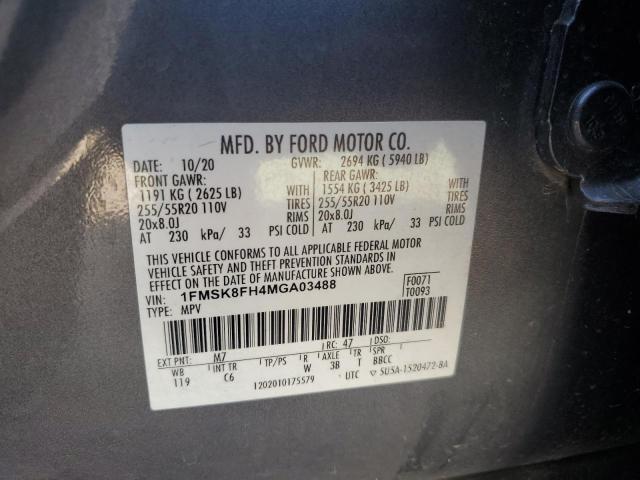 MFD. BY FORD MOTOR CO.
DATE: 10/20 GVWR: 2694 KG ( 5940 LB)
FRONT GAWR: REAR GAWR:
1191 KG ( 2625 LB) WITH 1554 KG ( 3425 LB) WITH
255/55R20 110V TIRES 255/55R20 110V TIRES
20x8.0J RIMS 20x8.0J RIMS
AT 230 kPa/ 33 PSI COLD AT 230 kPa/ 33 PSI COLD
THIS VEHICLE CONFORMS TO ALL APPLICABLE FEDERAL MOTOR
VEHICLE SAFETY AND THEFT PREVENTION STANDARDS IN
EFFECT ON THE DATE OF MANUFACTURE SHOWN ABOVE.
VIN: 1FMSK8FH4MGA03488 F0071
TYPE: MPV T0093
EXT PNT: M7 RC: 47 DSO:
WB INT TR TP/PS R AXLE TR SPR
119 C6 W 3B T BBCC
1202010175579 UTC SU5A-1520472-8A